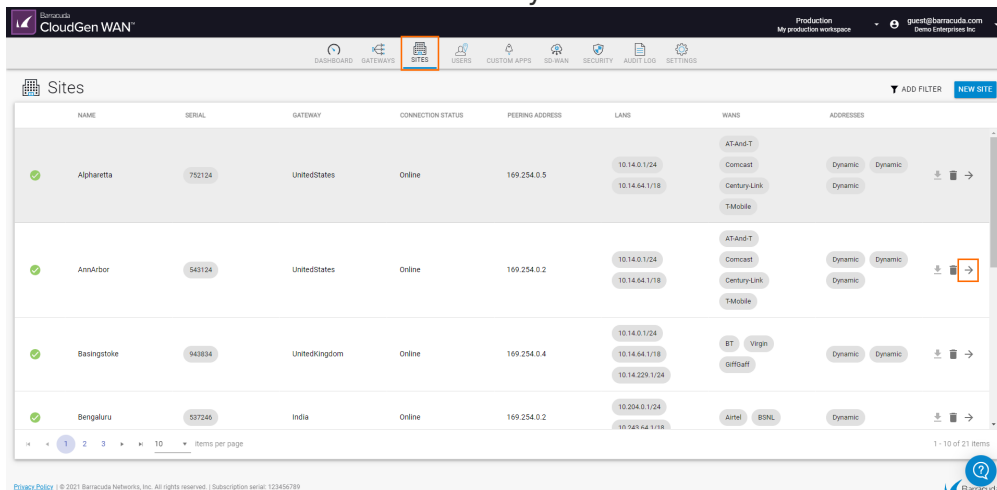 Barracuda
CloudGen WAN™
Production
My production workspace
guest@barracuda.com
Demo Enterprises Inc
DASHBOARD GATEWAYS SITES USERS CUSTOM APPS SD-WAN SECURITY AUDIT LOG SETTINGS
Sites
ADD FILTER NEW SITE
NAME SERIAL GATEWAY CONNECTION STATUS PEERING ADDRESS LANS WANS ADDRESSES
Alpharetta 752124 UnitedStates Online 169.254.0.5
10.14.0.1/24
10.14.64.1/18
AT-And-T
Comcast
Century-Link
T-Mobile
Dynamic Dynamic
Dynamic
AnnArbor 543124 UnitedStates Online 169.254.0.2
10.14.0.1/24
10.14.64.1/18
AT-And-T
Comcast
Century-Link
T-Mobile
Dynamic Dynamic
Dynamic
Basingstoke 943834 UnitedKingdom Online 169.254.0.4
10.14.0.1/24
10.14.64.1/18
10.14.229.1/24
BT Virgin
GiffGaff
Dynamic Dynamic
Bengaluru 537246 India Online 169.254.0.2
10.204.0.1/24
10.243.64.1/18
Airtel BSNL
Dynamic
1 2 3 10 items per page
1 - 10 of 21 items
Privacy Policy | © 2021 Barracuda Networks, Inc. All rights reserved. | Subscription serial: 123456789